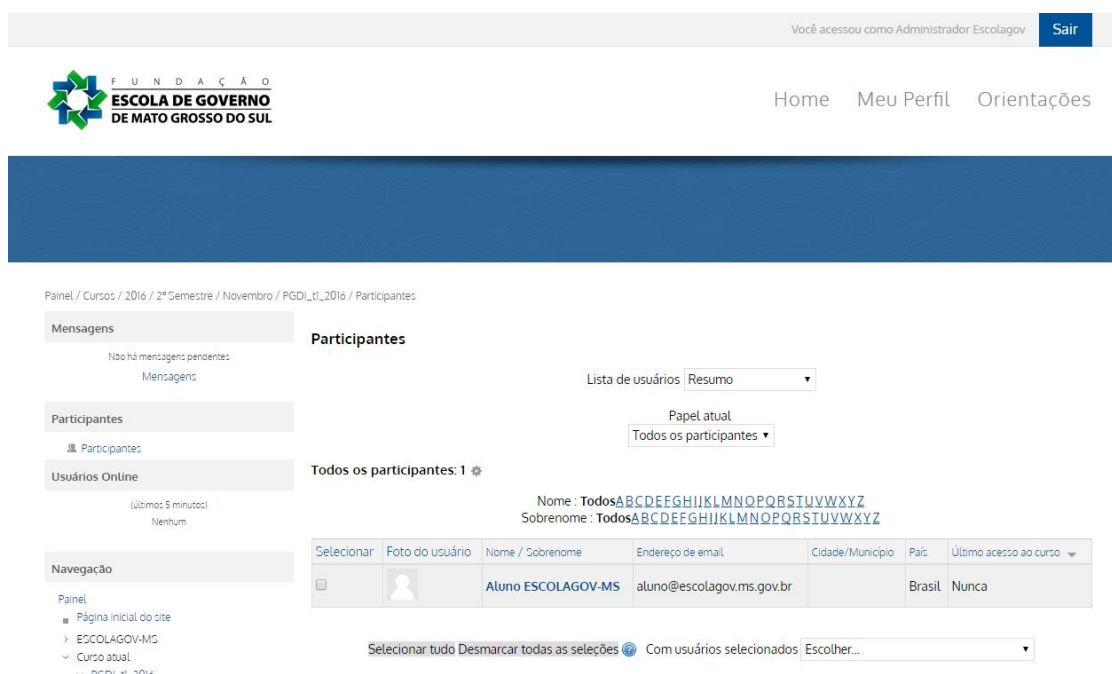 Você acessou como Administrador Escolagov
Sair
FUNDAÇÃO
ESCOLA DE GOVERNO
DE MATO GROSSO DO SUL
Home Meu Perfil Orientações
Painel / Cursos / 2016 / 2º Semestre / Novembro / PGDI_t1_2016 / Participantes
Mensagens
Não há mensagens pendentes
Mensagens
Participantes
Participantes
Usuários Online
(últimos 5 minutos)
Nenhum
Navegação
Painel
Página inicial do site
ESCOLAGOV-MS
Curso atual
PGDI_t1_2016
Participantes
Lista de usuários Resumo
Papel atual
Todos os participantes
Todos os participantes: 1
Nome : Todos A B C D E F G H I J K L M N O P Q R S T U V W X Y Z
Sobrenome : Todos A B C D E F G H I J K L M N O P Q R S T U V W X Y Z
Selecionar Foto do usuário Nome / Sobrenome Endereço de email Cidade/Município País Último acesso ao curso
Aluno ESCOLAGOV-MS aluno@escolagov.ms.gov.br Brasil Nunca
Selecionar tudo Desmarcar todas as seleções Com usuários selecionados Escolher...